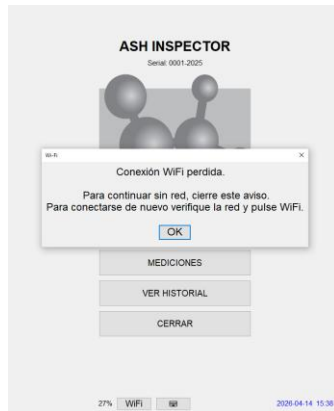 ASH INSPECTOR
Serial: 0001-2025
Wi-Fi
Conexión WiFi perdida.
Para continuar sin red, cierre este aviso.
Para conectarse de nuevo verifique la red y pulse WiFi.
OK
MEDICIONES
VER HISTORIAL
CERRAR
27% WiFi 2026-04-14 15:38